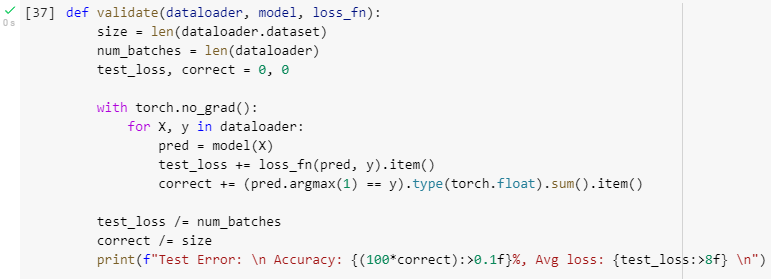 [37] def validate(dataloader, model, loss_fn):
0s
    size = len(dataloader.dataset)
    num_batches = len(dataloader)
    test_loss, correct = 0, 0

    with torch.no_grad():
        for X, y in dataloader:
            pred = model(X)
            test_loss += loss_fn(pred, y).item()
            correct += (pred.argmax(1) == y).type(torch.float).sum().item()

    test_loss /= num_batches
    correct /= size
    print(f"Test Error: \n Accuracy: {(100*correct):>0.1f}%, Avg loss: {test_loss:>8f} \n")